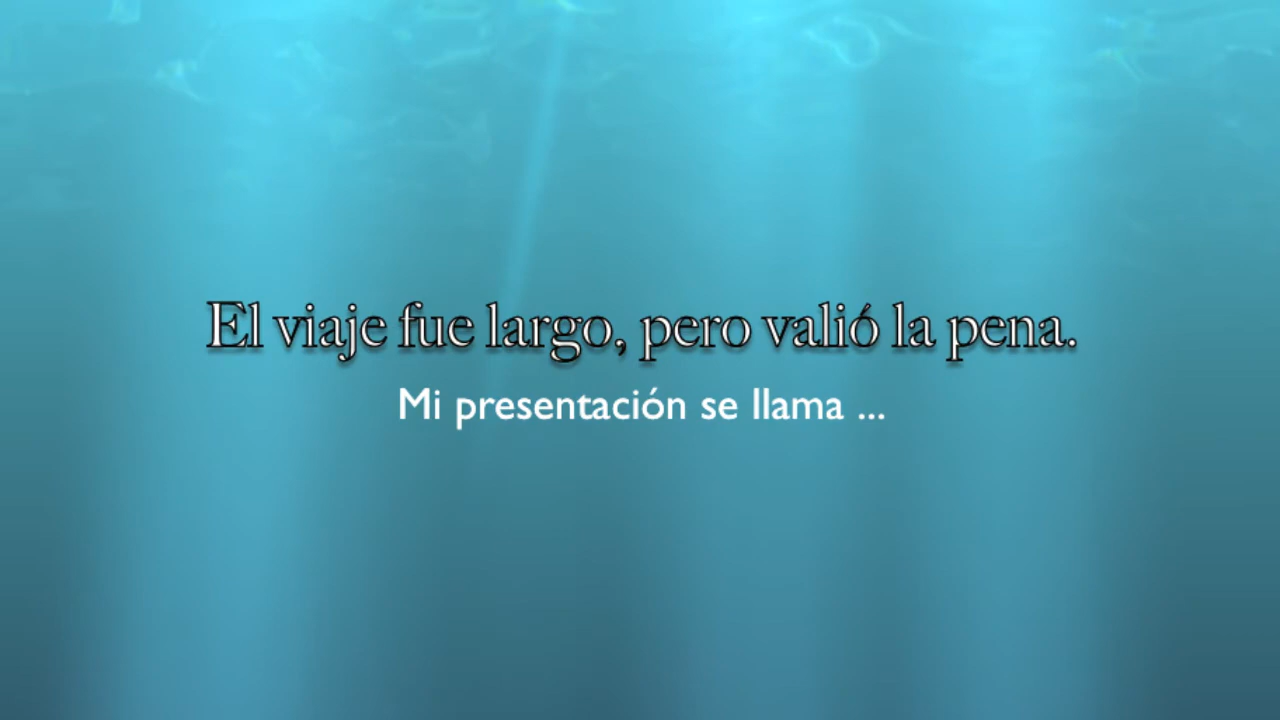 El viaje fue largo, pero valió la pena.
Mi presentación se llama ...